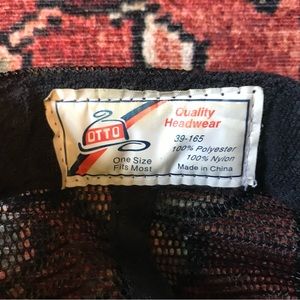 OTTO
One Size
Fits Most
Quality
Headwear
39-165
100% Polyester
100% Nylon
Made in China